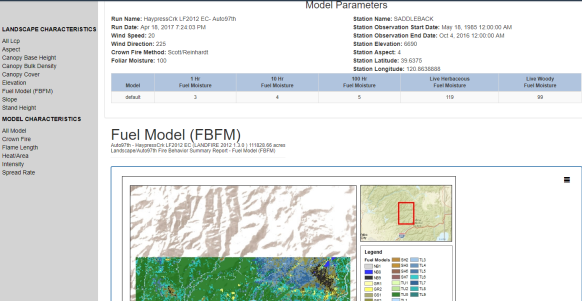 Model Parameters
Run Name: HaypressCrk LF2012 EC- Auto97th
Run Date: Apr 18, 2017 7:24:03 PM
Wind Speed: 20
Wind Direction: 225
Crown Fire Method: Scott/Reinhardt
Foliar Moisture: 100
Station Name: SADDLEBACK
Station Observation Start Date: May 18, 1985 12:00:00 AM
Station Observation End Date: Oct 4, 2016 12:00:00 AM
Station Elevation: 6690
Station Aspect: 4
Station Latitude: 39.6375
Station Longitude: 120.8638888
Model
1 Hr
Fuel Moisture
10 Hr
Fuel Moisture
100 Hr
Fuel Moisture
Live Herbaceous
Fuel Moisture
Live Woody
Fuel Moisture
default 3 4 5 119 99
LANDSCAPE CHARACTERISTICS
All Lcp
Aspect
Canopy Base Height
Canopy Bulk Density
Canopy Cover
Elevation
Fuel Model (FBFM)
Slope
Stand Height
MODEL CHARACTERISTICS
All Model
Crown Fire
Flame Length
Heat/Area
Intensity
Spread Rate
Fuel Model (FBFM)
Auto97th - HaypressCrk LF2012 EC (LANDFIRE 2012 1.3.0 ) 111828.66 acres
Landscape/Auto97th Fire Behavior Summary Report - Fuel Model (FBFM)
Legend
Fuel Models
NB1
NB8
NB9
GR1
GR2
GS1
SH2
SH5
SH7
TU1
TU2
TU5
TL3
TL4
TL5
TL6
TL7
TL8
TL9